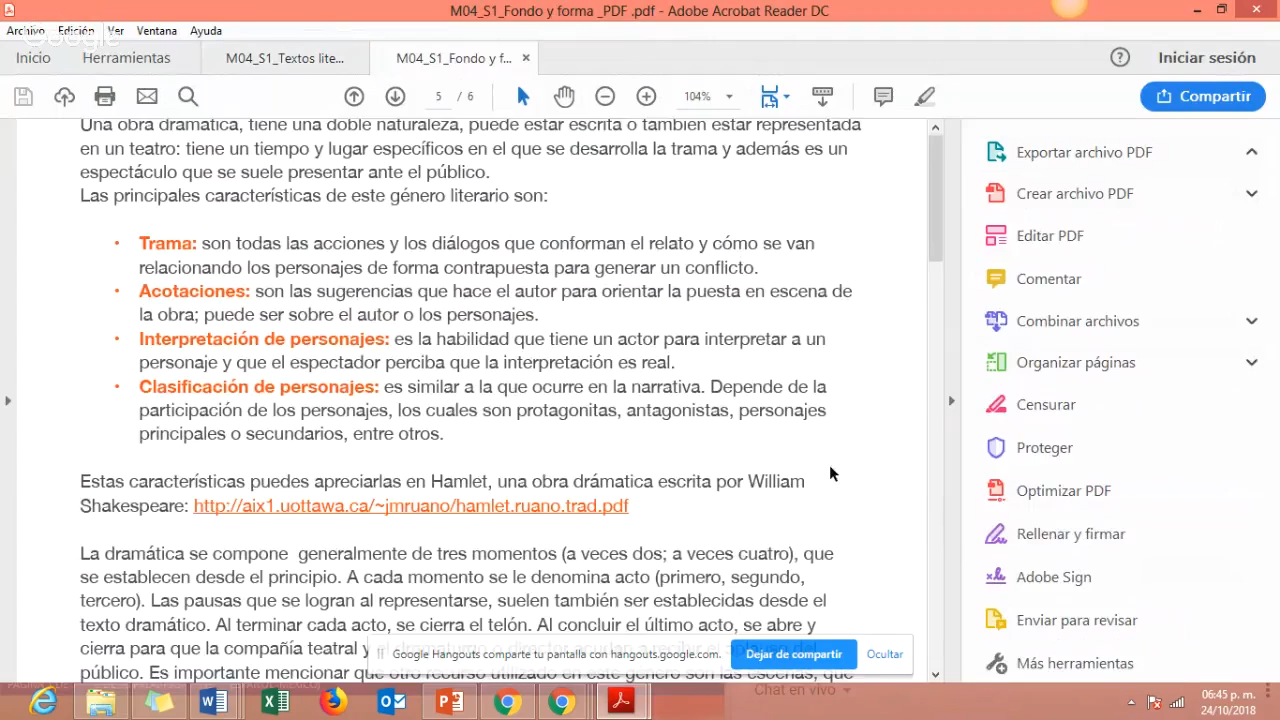 M04_S1_Fondo y forma _PDF .pdf - Adobe Acrobat Reader DC
Archivo Edición Ver Ventana Ayuda
Google
Inicio Herramientas M04_S1_Textos lite... M04_S1_Fondo y f... × Iniciar sesión
5 / 6 104% Compartir
Una obra dramática, tiene una doble naturaleza, puede estar escrita o también estar representada
en un teatro: tiene un tiempo y lugar específicos en el que se desarrolla la trama y además es un
espectáculo que se suele presentar ante el público.
Las principales características de este género literario son:
• Trama: son todas las acciones y los diálogos que conforman el relato y cómo se van
relacionando los personajes de forma contrapuesta para generar un conflicto.
• Acotaciones: son las sugerencias que hace el autor para orientar la puesta en escena de
la obra; puede ser sobre el autor o los personajes.
• Interpretación de personajes: es la habilidad que tiene un actor para interpretar a un
personaje y que el espectador perciba que la interpretación es real.
• Clasificación de personajes: es similar a la que ocurre en la narrativa. Depende de la
participación de los personajes, los cuales son protagonitas, antagonistas, personajes
principales o secundarios, entre otros.
Estas características puedes apreciarlas en Hamlet, una obra drámatica escrita por William
Shakespeare: http://aix1.uottawa.ca/~jmruano/hamlet.ruano.trad.pdf
La dramática se compone generalmente de tres momentos (a veces dos; a veces cuatro), que
se establecen desde el principio. A cada momento se le denomina acto (primero, segundo,
tercero). Las pausas que se logran al representarse, suelen también ser establecidas desde el
texto dramático. Al terminar cada acto, se cierra el telón. Al concluir el último acto, se abre y
cierra para que la compañía teatral y
público. Es importante mencionar que otro recurso utilizado en este género son las escenas, que
Google Hangouts comparte tu pantalla con hangouts.google.com. Dejar de compartir Ocultar
Exportar archivo PDF
Crear archivo PDF
Editar PDF
Comentar
Combinar archivos
Organizar páginas
Censurar
Proteger
Optimizar PDF
Rellenar y firmar
Adobe Sign
Enviar para revisar
Más herramientas
Chat en vivo
06:45 p. m.
24/10/2018